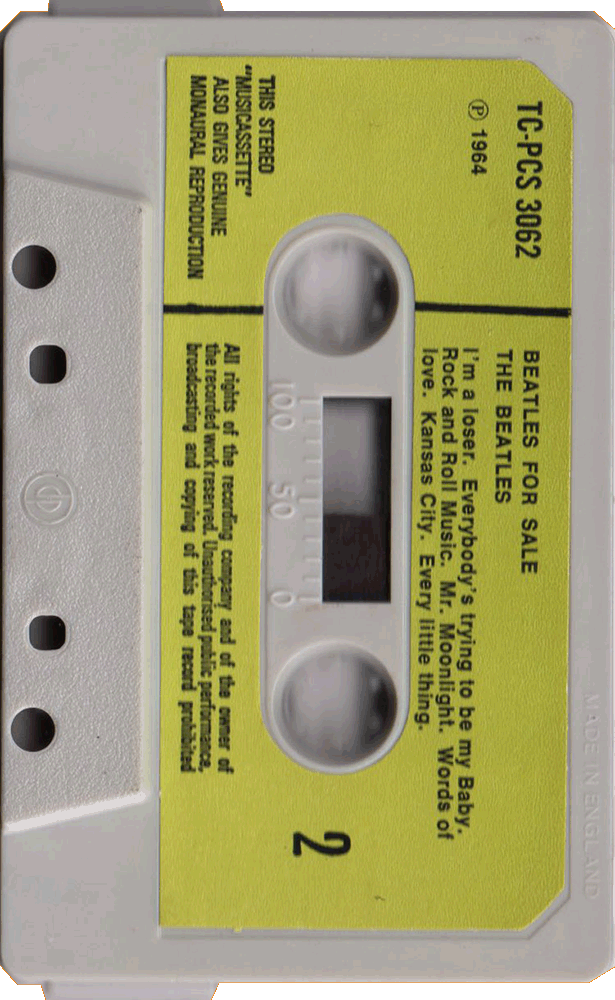 TC-PCS 3062
℗ 1964
THIS STEREO
"MUSICASSETTE"
ALSO GIVES GENUINE
MONAURAL REPRODUCTION
BEATLES FOR SALE
THE BEATLES
I'm a loser. Everybody's trying to be my Baby.
Rock and Roll Music. Mr. Moonlight. Words of
love. Kansas City. Every little thing.
100 50 0
All rights of the recording company and of the owner of
the recorded work reserved. Unauthorised public performance,
broadcasting and copying of this tape record prohibited
2
MADE IN ENGLAND